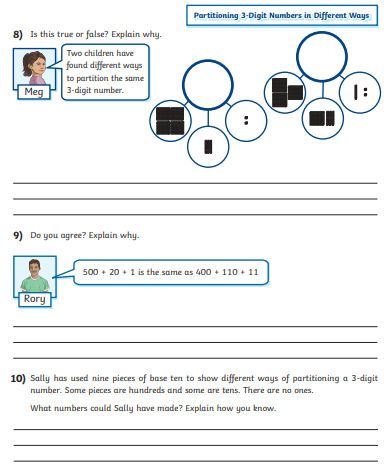 Partitioning 3-Digit Numbers in Different Ways
8) Is this true or false? Explain why.
Two children have
found different ways
to partition the same
3-digit number.
Meg
9) Do you agree? Explain why.
500 + 20 + 1 is the same as 400 + 110 + 11
Rory
10) Sally has used nine pieces of base ten to show different ways of partitioning a 3-digit
number. Some pieces are hundreds and some are tens. There are no ones.
What numbers could Sally have made? Explain how you know.